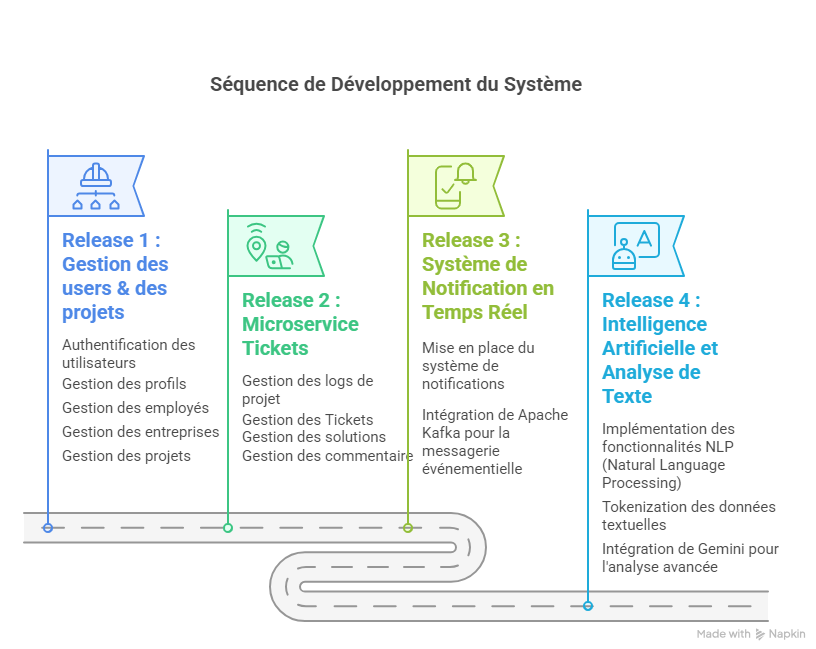 Séquence de Développement du Système
Release 1 :
Gestion des
users & des
projets
Authentification des
utilisateurs
Gestion des profils
Gestion des employés
Gestion des entreprises
Gestion des projets
Release 2 :
Microservice
Tickets
Gestion des logs de
projet
Gestion des Tickets
Gestion des solutions
Gestion des commentaire
Release 3 :
Système de
Notification en
Temps Réel
Mise en place du
système de
notifications
Intégration de Apache
Kafka pour la
messagerie
événementielle
A
Release 4 :
Intelligence
Artificielle et
Analyse de
Texte
Implémentation des
fonctionnalités NLP
(Natural Language
Processing)
Tokenization des données
textuelles
Intégration de Gemini pour
l'analyse avancée
Made with Napkin